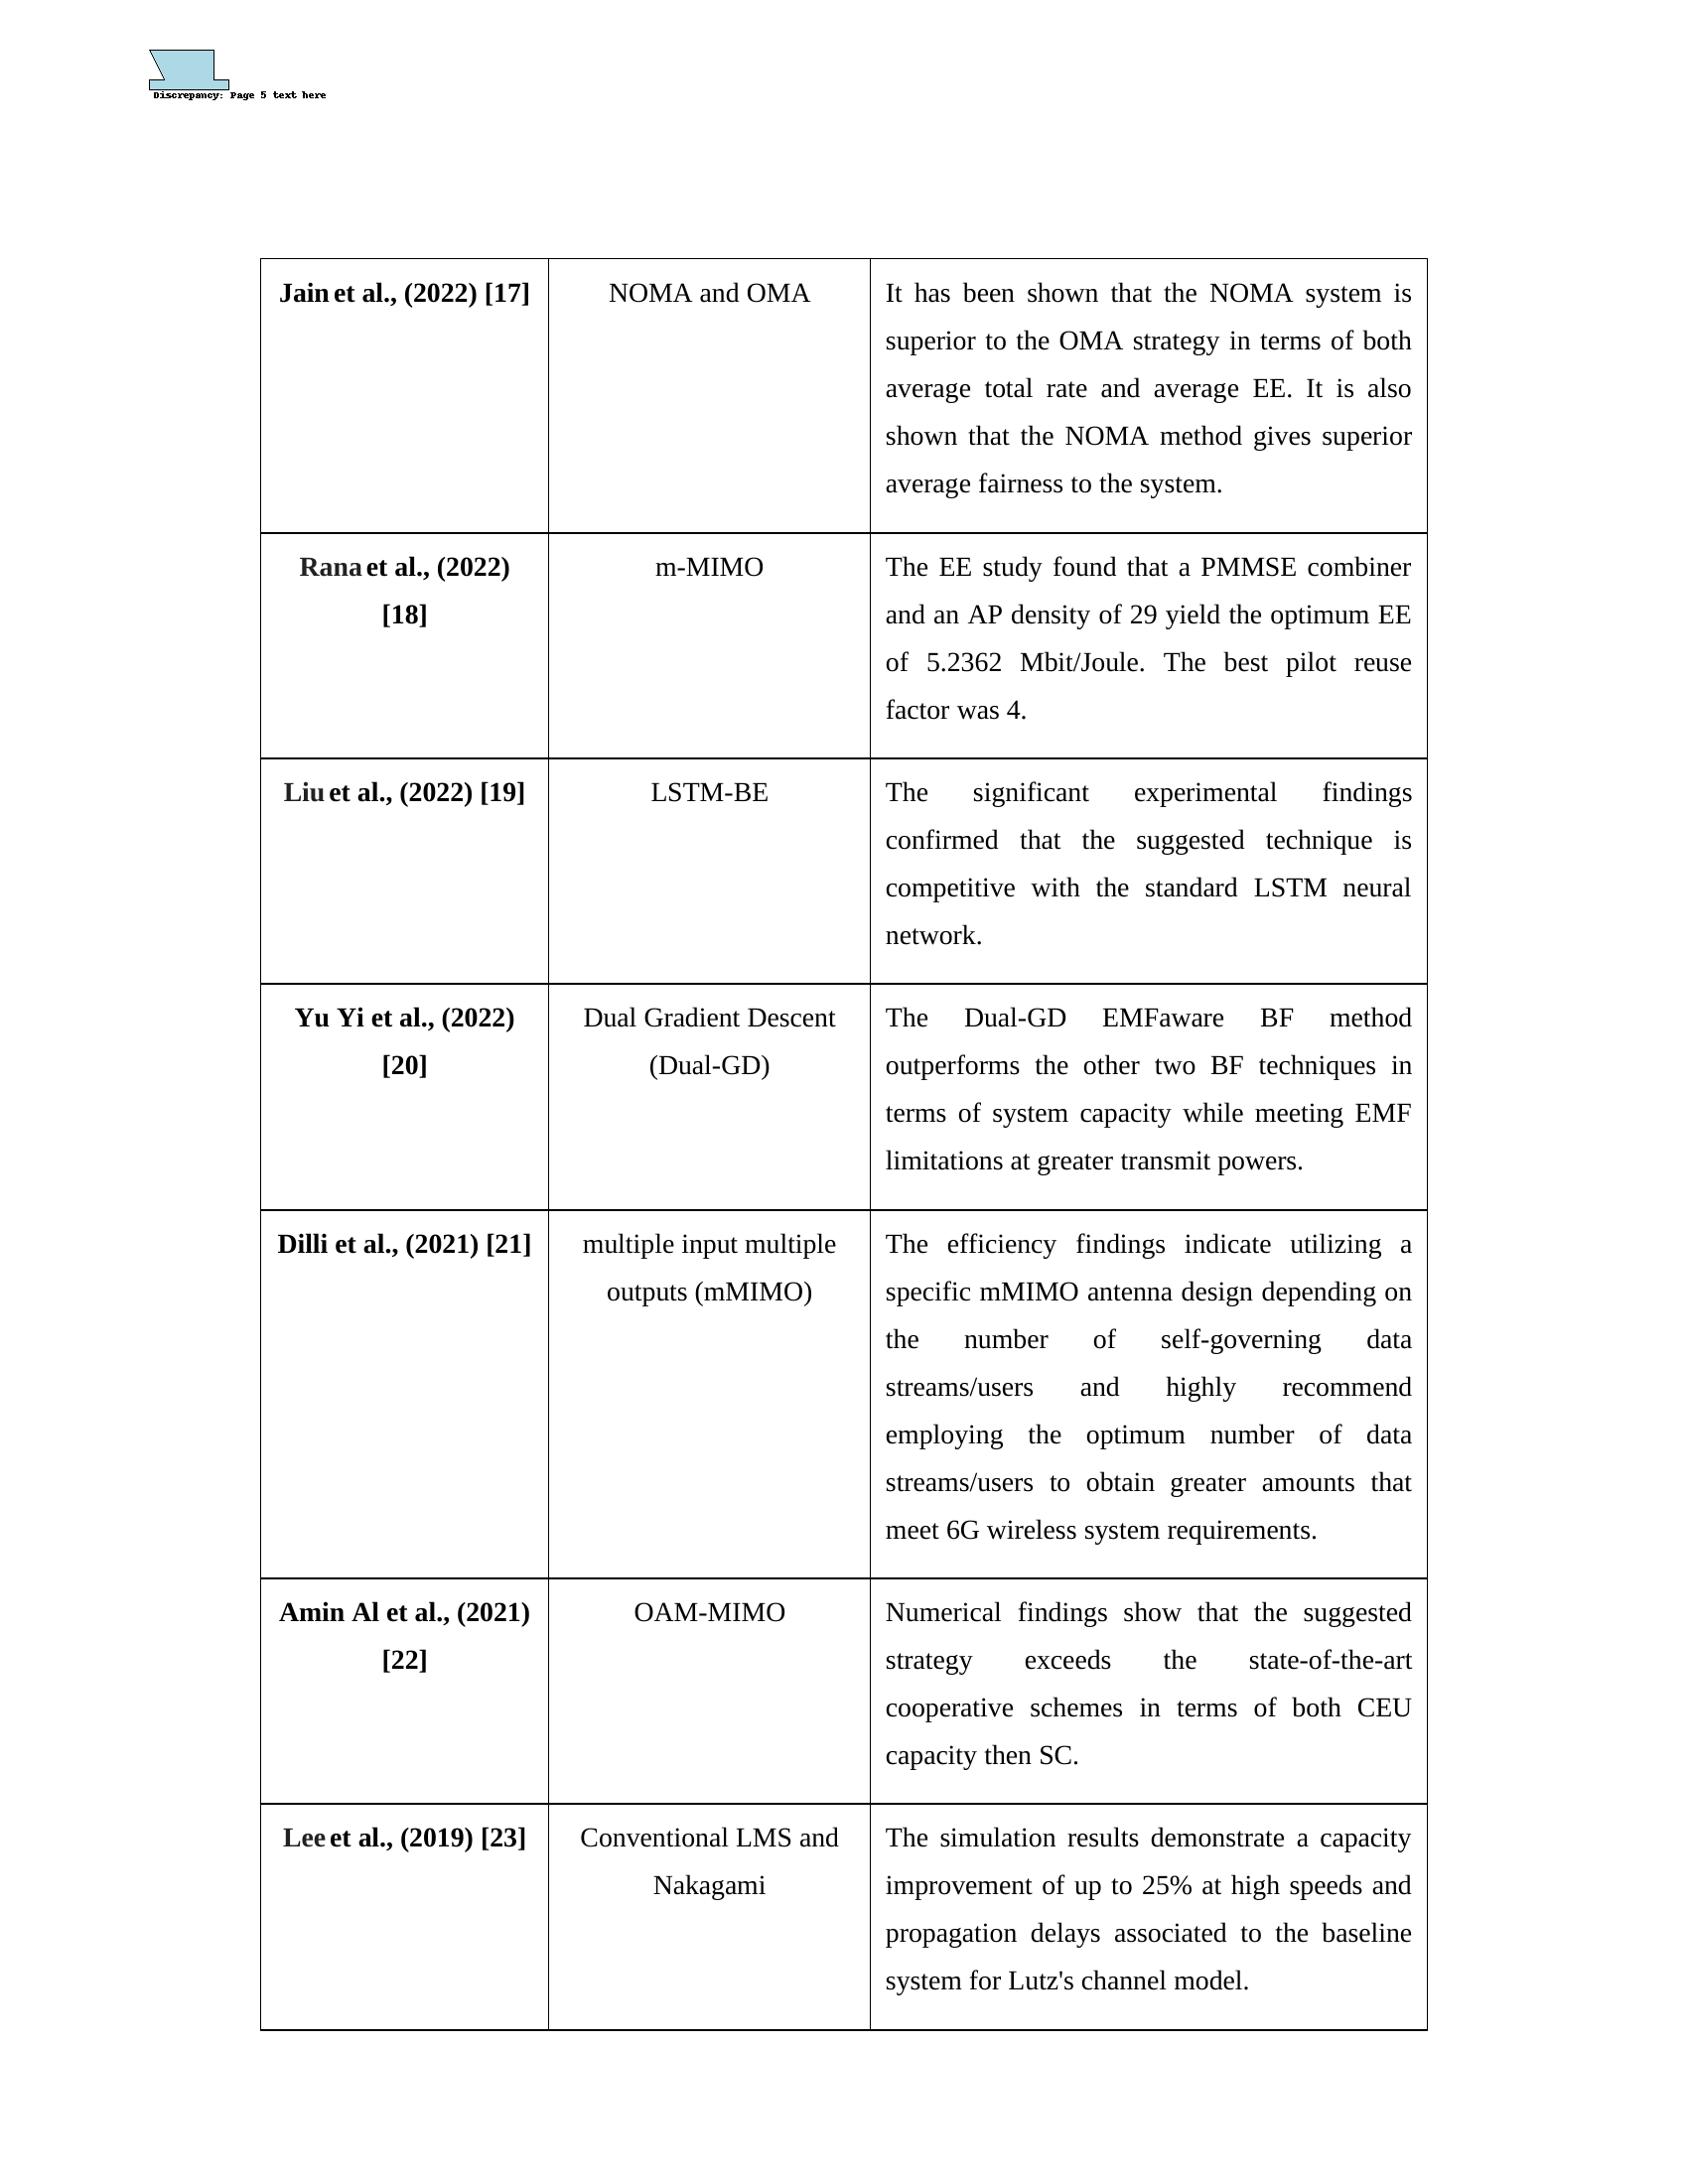 Discrepancy: Page 5 text here
Jain et al., (2022) [17]
NOMA and OMA
It has been shown that the NOMA system is
superior to the OMA strategy in terms of both
average total rate and average EE. It is also
shown that the NOMA method gives superior
average fairness to the system.
Rana et al., (2022)
[18]
m-MIMO
The EE study found that a PMMSE combiner
and an AP density of 29 yield the optimum EE
of 5.2362 Mbit/Joule. The best pilot reuse
factor was 4.
Liu et al., (2022) [19]
LSTM-BE
The significant experimental findings
confirmed that the suggested technique is
competitive with the standard LSTM neural
network.
Yu Yi et al., (2022)
[20]
Dual Gradient Descent
(Dual-GD)
The Dual-GD EMFaware BF method
outperforms the other two BF techniques in
terms of system capacity while meeting EMF
limitations at greater transmit powers.
Dilli et al., (2021) [21]
multiple input multiple
outputs (mMIMO)
The efficiency findings indicate utilizing a
specific mMIMO antenna design depending on
the number of self-governing data
streams/users and highly recommend
employing the optimum number of data
streams/users to obtain greater amounts that
meet 6G wireless system requirements.
Amin Al et al., (2021)
[22]
OAM-MIMO
Numerical findings show that the suggested
strategy exceeds the state-of-the-art
cooperative schemes in terms of both CEU
capacity then SC.
Lee et al., (2019) [23]
Conventional LMS and
Nakagami
The simulation results demonstrate a capacity
improvement of up to 25% at high speeds and
propagation delays associated to the baseline
system for Lutz's channel model.